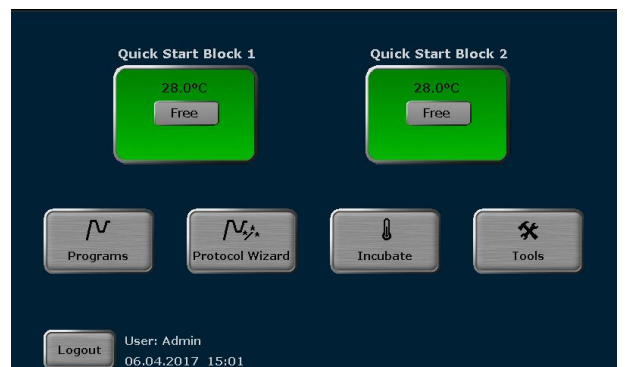 Quick Start Block 1
Quick Start Block 2
28.0°C
28.0°C
Free
Free
Programs
Protocol Wizard
Incubate
Tools
Logout
User: Admin
06.04.2017 15:01